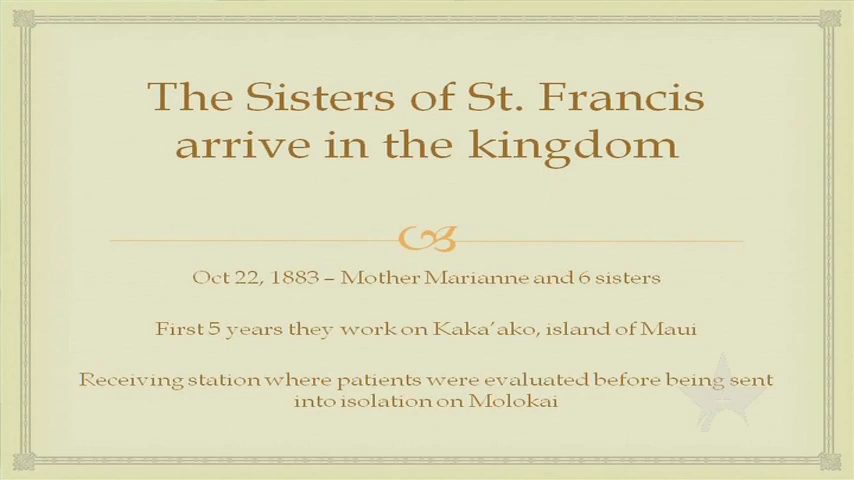 The Sisters of St. Francis
arrive in the kingdom
Oct 22, 1883 – Mother Marianne and 6 sisters
First 5 years they work on Kaka´ako, island of Maui
Receiving station where patients were evaluated before being sent
into isolation on Molokai